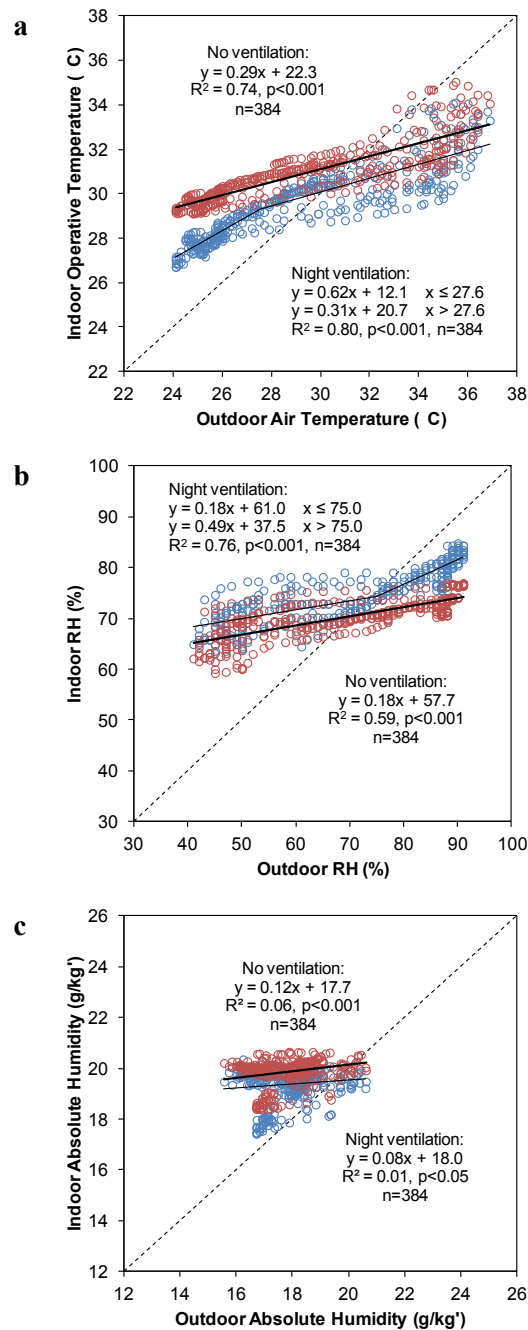 a
38
36
34
32
30
28
26
24
22
Indoor Operative Temperature ( C)
No ventilation:
y = 0.29x + 22.3
R² = 0.74, p<0.001
n=384
Night ventilation:
y = 0.62x + 12.1 x ≤ 27.6
y = 0.31x + 20.7 x > 27.6
R² = 0.80, p<0.001, n=384
22 24 26 28 30 32 34 36 38
Outdoor Air Temperature ( C)
b
100
90
80
70
60
50
40
30
Indoor RH (%)
Night ventilation:
y = 0.18x + 61.0 x ≤ 75.0
y = 0.49x + 37.5 x > 75.0
R² = 0.76, p<0.001, n=384
No ventilation:
y = 0.18x + 57.7
R² = 0.59, p<0.001
n=384
30 40 50 60 70 80 90 100
Outdoor RH (%)
c
26
24
22
20
18
16
14
12
Indoor Absolute Humidity (g/kg')
No ventilation:
y = 0.12x + 17.7
R² = 0.06, p<0.001
n=384
Night ventilation:
y = 0.08x + 18.0
R² = 0.01, p<0.05
n=384
12 14 16 18 20 22 24 26
Outdoor Absolute Humidity (g/kg')